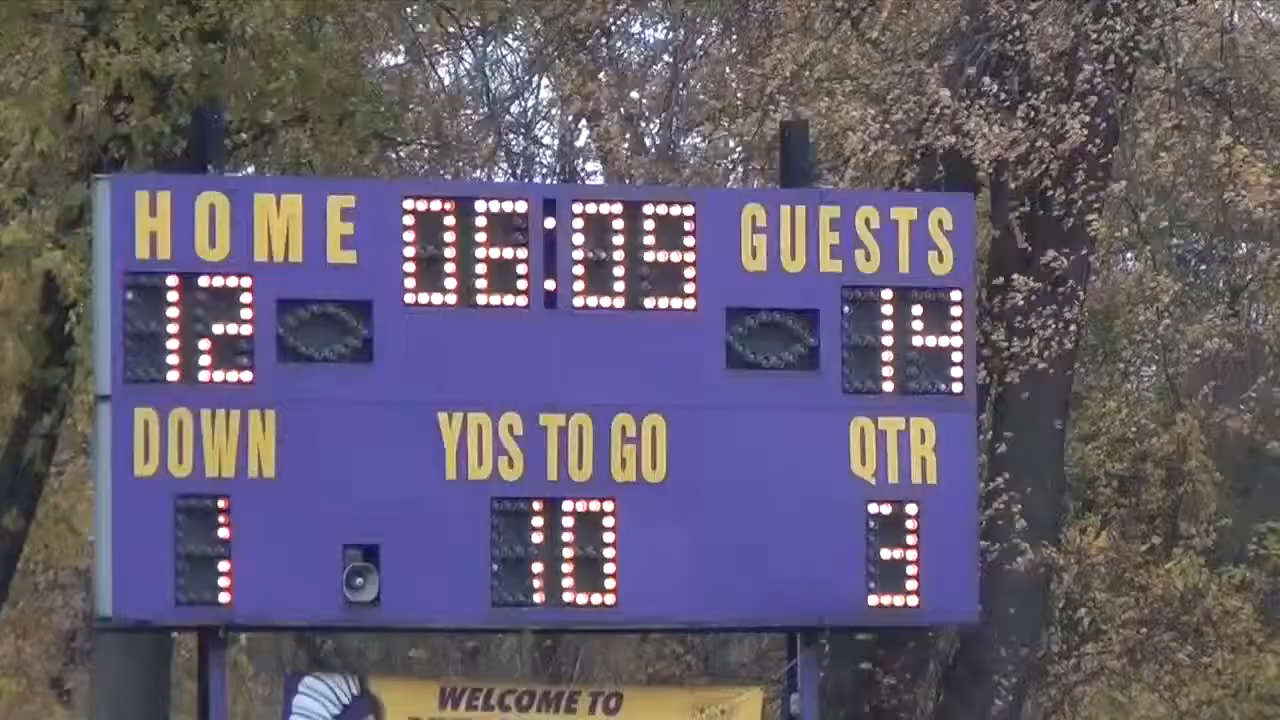 HOME 06:09 GUESTS
12 14
DOWN YDS TO GO QTR
1 10 3
WELCOME TO